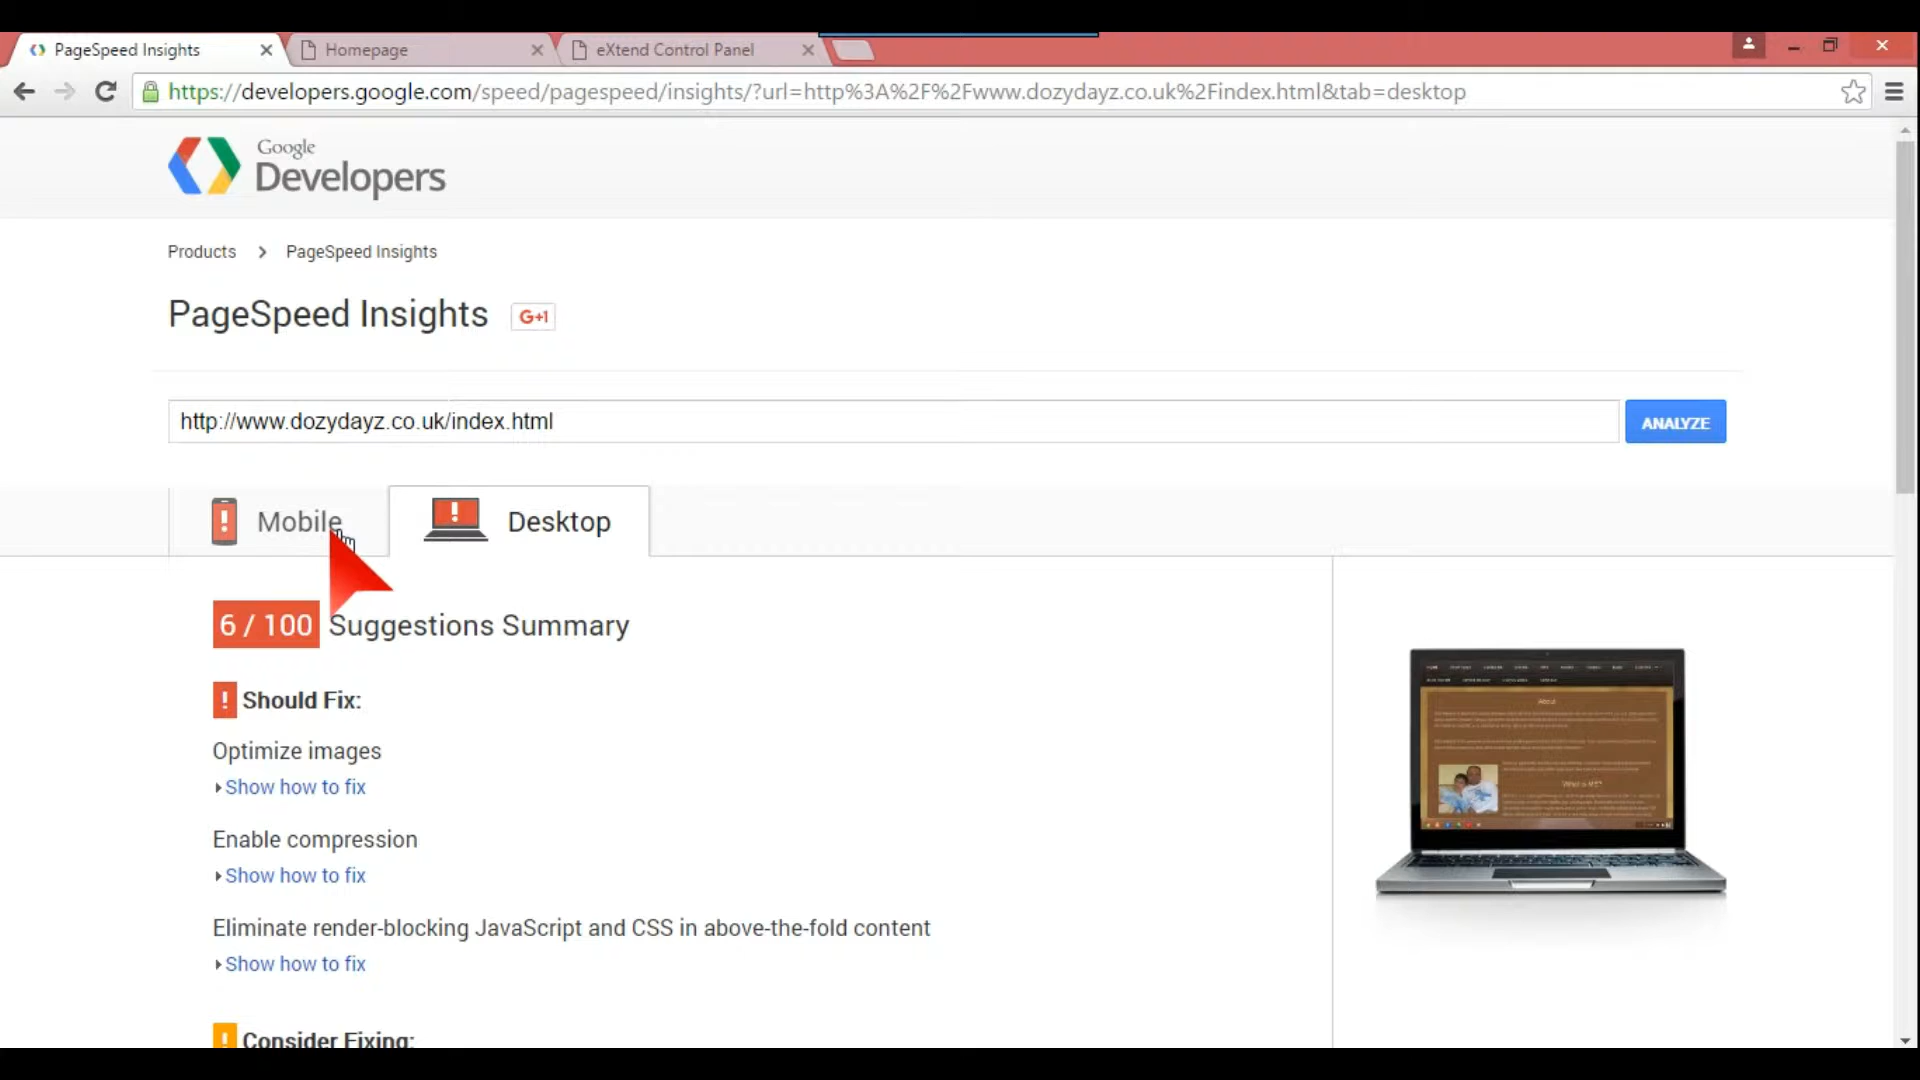 PageSpeed Insights
Homepage
eXtend Control Panel
https://developers.google.com/speed/pagespeed/insights/?url=http%3A%2F%2Fwww.dozydayz.co.uk%2Findex.html&tab=desktop
Google
Developers
Products > PageSpeed Insights
PageSpeed Insights G+1
http://www.dozydayz.co.uk/index.html
ANALYZE
! Mobile
! Desktop
6 / 100 Suggestions Summary
! Should Fix:
Optimize images
Show how to fix
Enable compression
Show how to fix
Eliminate render-blocking JavaScript and CSS in above-the-fold content
Show how to fix
! Consider Fixing:
About
What is ME?